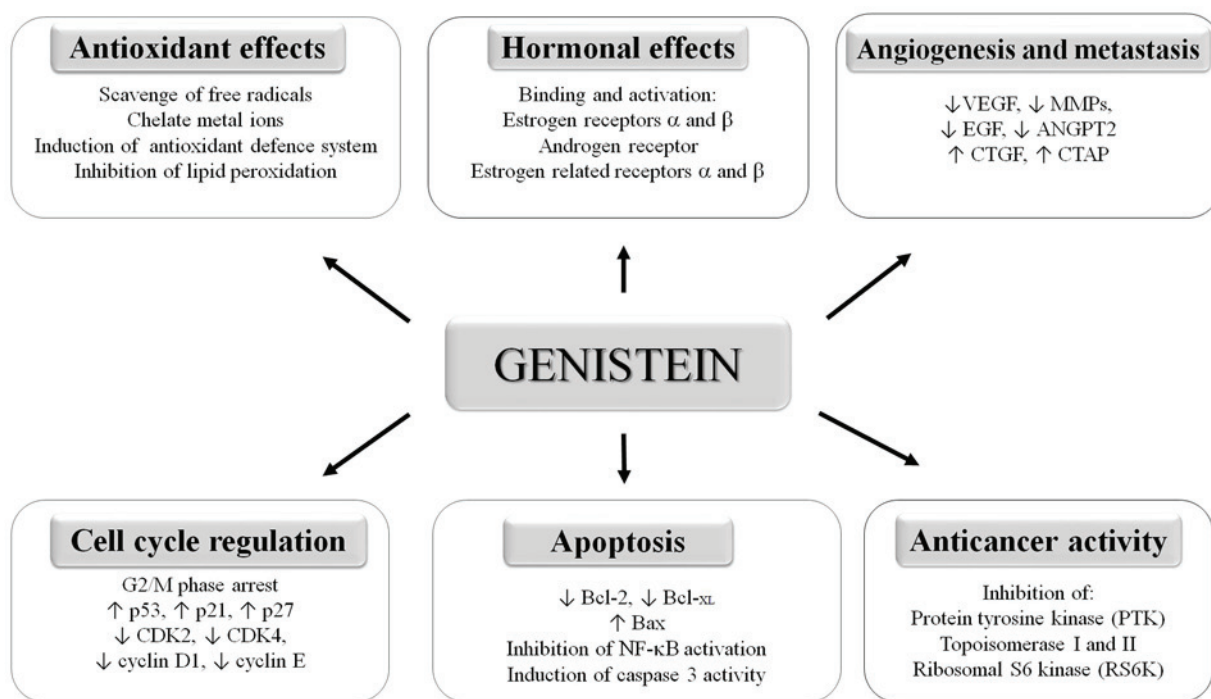 Antioxidant effects
Scavenge of free radicals
Chelate metal ions
Induction of antioxidant defence system
Inhibition of lipid peroxidation
Hormonal effects
Binding and activation:
Estrogen receptors α and β
Androgen receptor
Estrogen related receptors α and β
Angiogenesis and metastasis
↓VEGF, ↓ MMPs,
↓ EGF, ↓ ANGPT2
↑ CTGF, ↑ CTAP
GENISTEIN
Cell cycle regulation
G2/M phase arrest
↑ p53, ↑ p21, ↑ p27
↓ CDK2, ↓ CDK4,
↓ cyclin D1, ↓ cyclin E
Apoptosis
↓ Bcl-2, ↓ Bcl-XL
↑ Bax
Inhibition of NF-κB activation
Induction of caspase 3 activity
Anticancer activity
Inhibition of:
Protein tyrosine kinase (PTK)
Topoisomerase I and II
Ribosomal S6 kinase (RS6K)